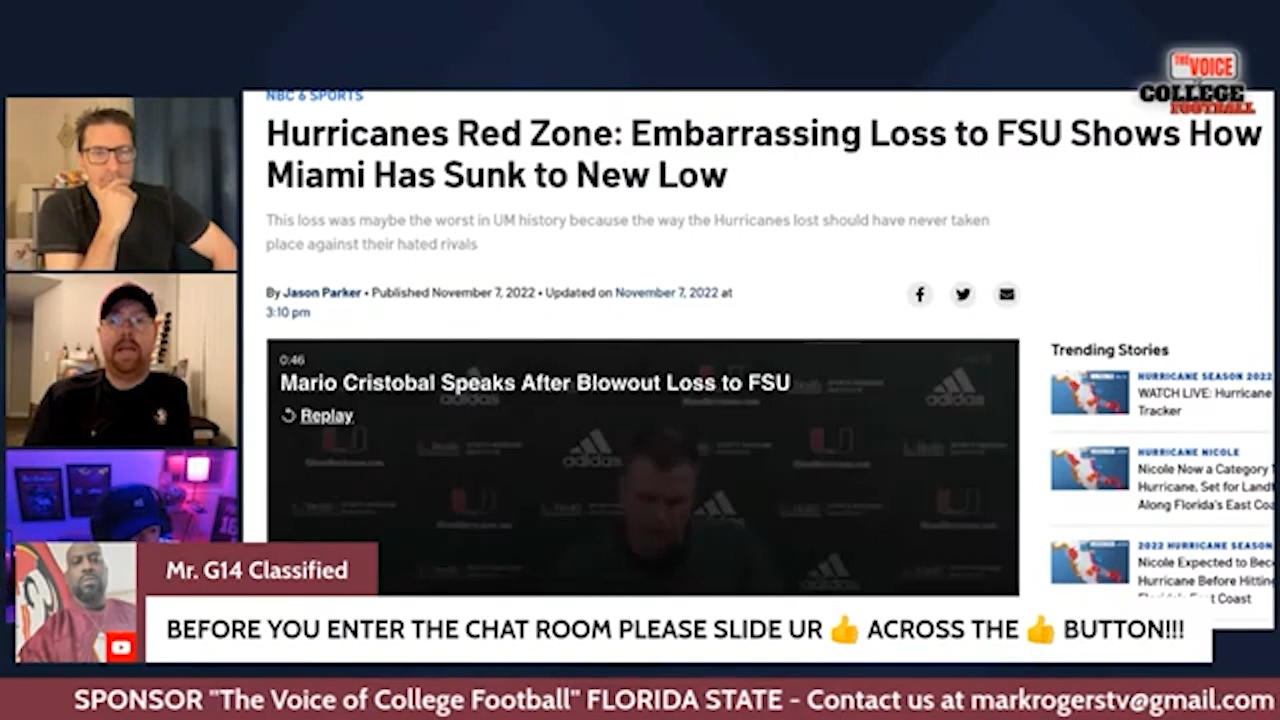 THE VOICE
COLLEGE
FOOTBALL
NBC 6 SPORTS
Hurricanes Red Zone: Embarrassing Loss to FSU Shows How
Miami Has Sunk to New Low
This loss was maybe the worst in UM history because the way the Hurricanes lost should have never taken
place against their hated rivals
By Jason Parker • Published November 7, 2022 • Updated on November 7, 2022 at
3:10 pm
0:46
Mario Cristobal Speaks After Blowout Loss to FSU
Replay
adidas
adidas
adidas
adidas
Trending Stories
HURRICANE SEASON 2022
WATCH LIVE: Hurricane
Tracker
HURRICANE NICOLE
Nicole Now a Category
Hurricane, Set for Landf
Along Florida's East Coa
2022 HURRICANE SEASON
Nicole Expected to Bec
Hurricane Before Hittin
Florida's East Coast
Mr. G14 Classified
BEFORE YOU ENTER THE CHAT ROOM PLEASE SLIDE UR 👍 ACROSS THE 👍 BUTTON!!!
SPONSOR "The Voice of College Football" FLORIDA STATE - Contact us at markrogerstv@gmail.com